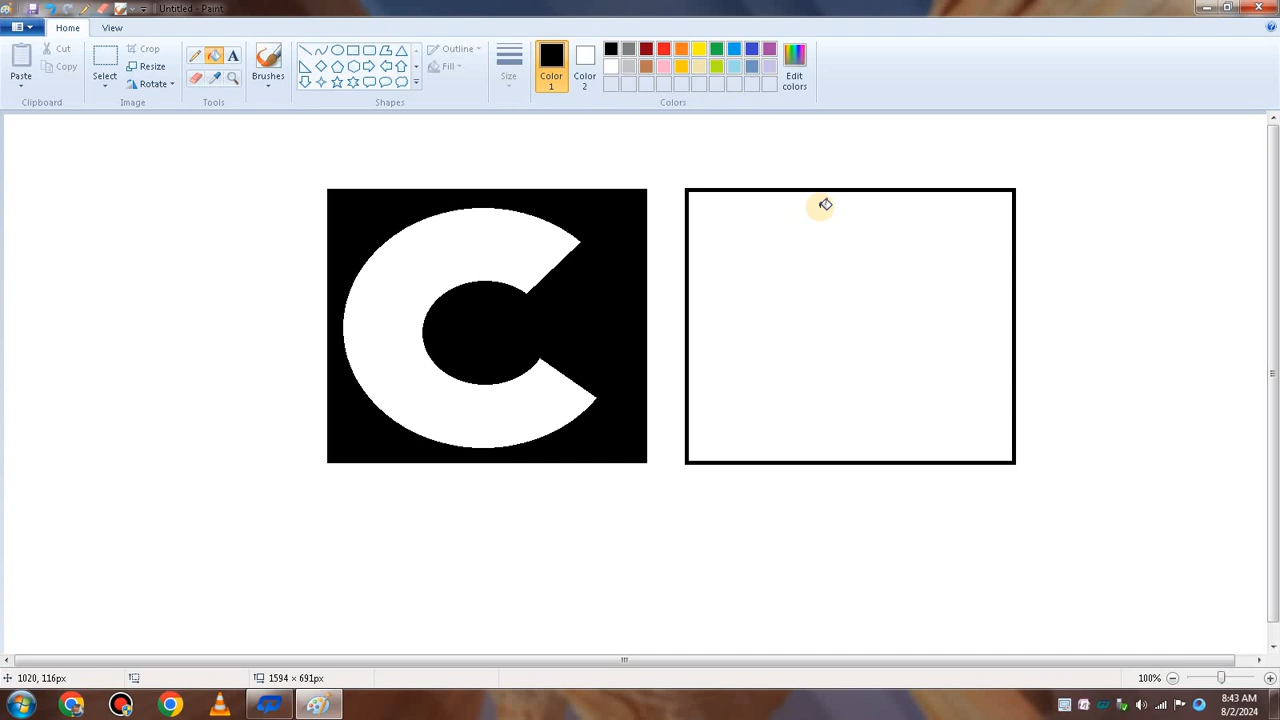 Untitled - Paint
Home
View
Paste
Cut
Copy
Clipboard
Select
Crop
Resize
Rotate
Image
A
Tools
Brushes
Outline
Fill
Shapes
Size
Color
1
Color
2
Edit
colors
Colors
C
1020, 116px
1594 × 691px
100%
8:43 AM
8/2/2024